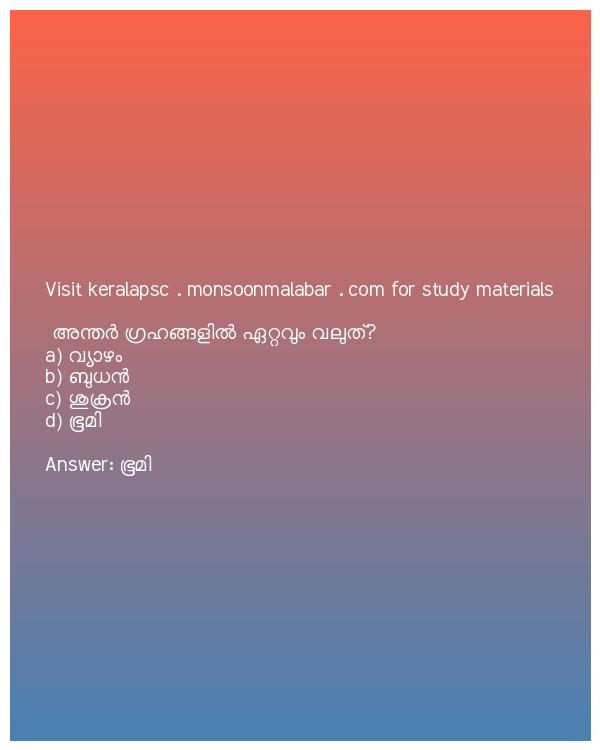 Visit keralapsc . monsoonmalabar . com for study materials
അന്തർ ഗ്രഹങ്ങളിൽ ഏറ്റവും വലുത്?
a) വ്യാഴം
b) ബുധൻ
c) ശുക്രൻ
d) ഭൂമി
Answer: ഭൂമി